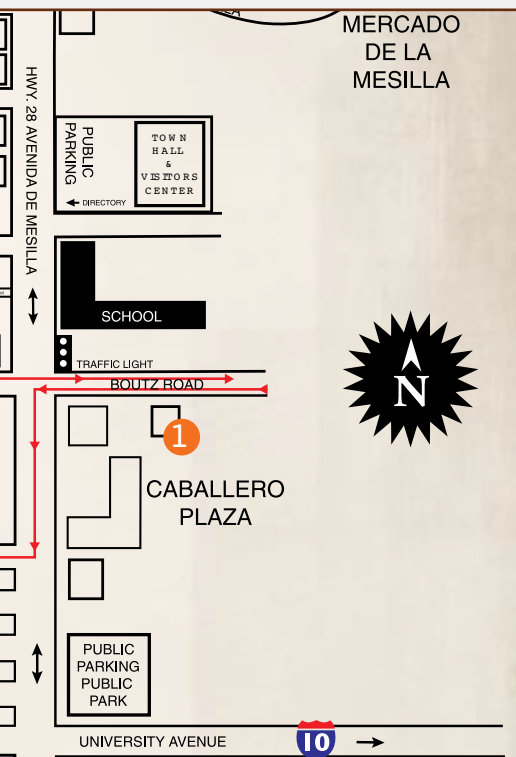 MERCADO
DE LA
MESILLA
HWY. 28 AVENIDA DE MESILLA
PUBLIC
PARKING
TOWN
HALL
&
VISITORS
CENTER
DIRECTORY
SCHOOL
TRAFFIC LIGHT
BOUTZ ROAD
N
1
CABALLERO
PLAZA
PUBLIC
PARKING
PUBLIC
PARK
UNIVERSITY AVENUE
10